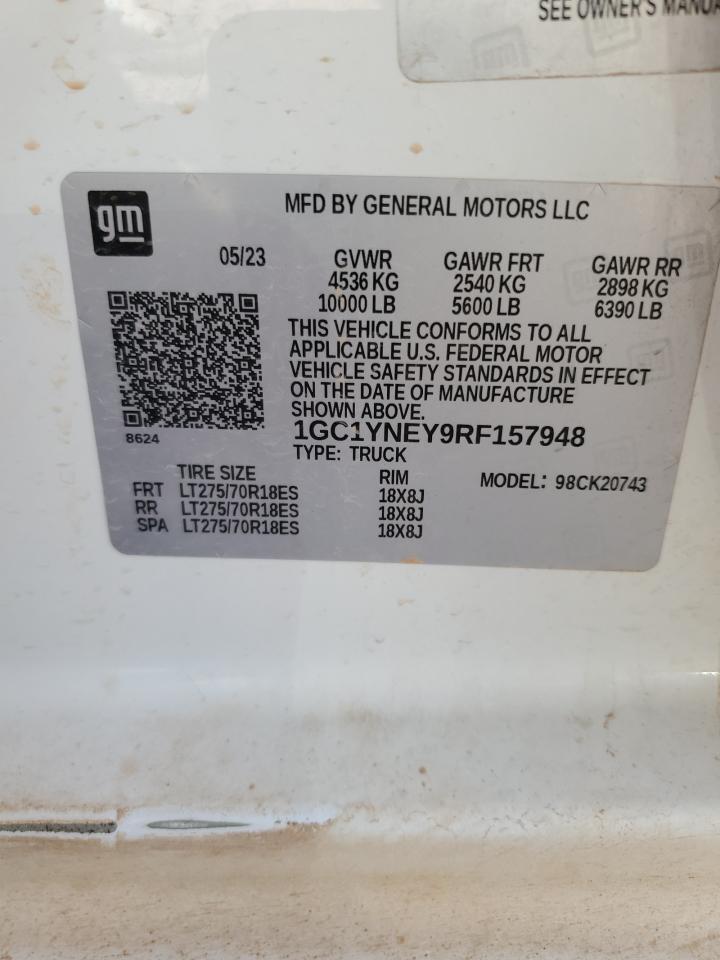 SEE OWNER'S MANUA
gm
MFD BY GENERAL MOTORS LLC
05/23 GVWR GAWR FRT GAWR RR
4536 KG 2540 KG 2898 KG
10000 LB 5600 LB 6390 LB
THIS VEHICLE CONFORMS TO ALL
APPLICABLE U.S. FEDERAL MOTOR
VEHICLE SAFETY STANDARDS IN EFFECT
ON THE DATE OF MANUFACTURE
SHOWN ABOVE.
8624
1GC1YNEY9RF157948
TYPE: TRUCK
TIRE SIZE RIM MODEL: 98CK20743
FRT LT275/70R18ES 18X8J
RR LT275/70R18ES 18X8J
SPA LT275/70R18ES 18X8J